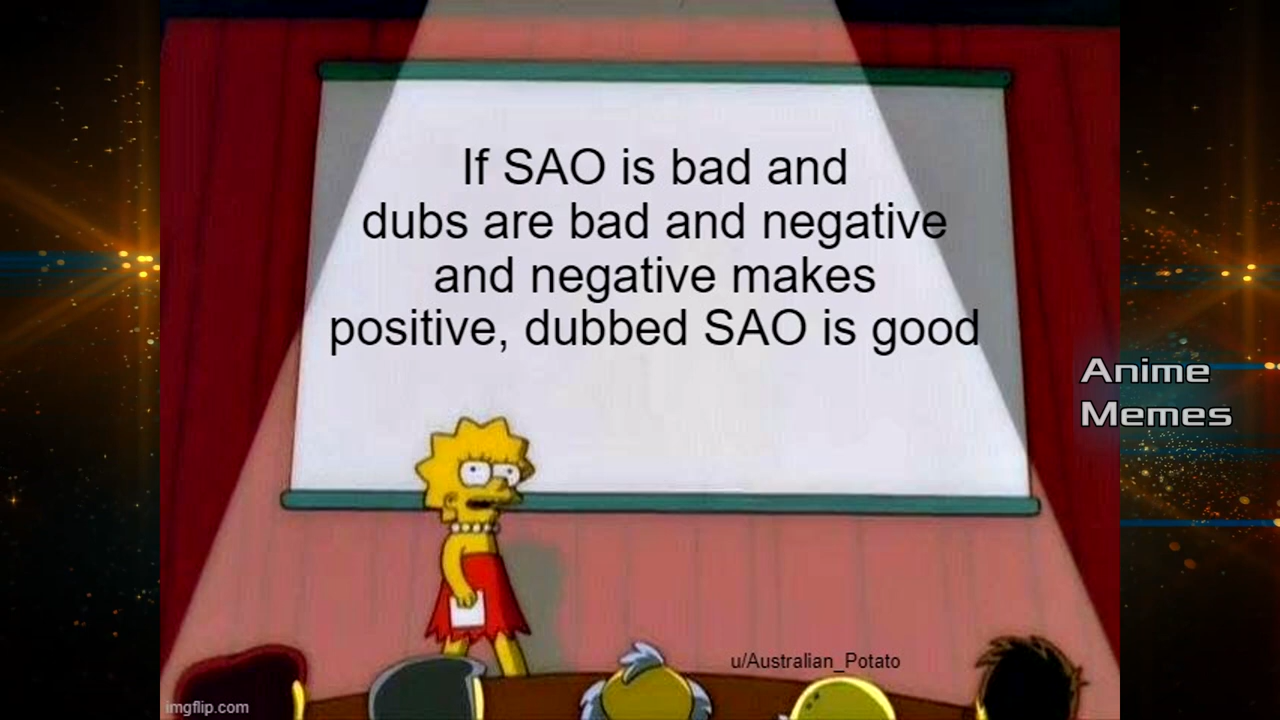 If SAO is bad and
dubs are bad and negative
and negative makes
positive, dubbed SAO is good
Anime
Memes
u/Australian_Potato
imgflip.com